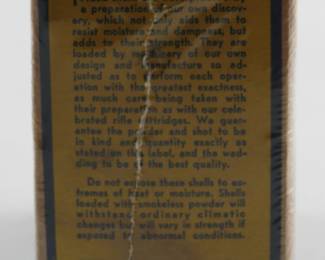 a preparation of our own discov-
ery, which not only aids them to
resist moisture and dampness, but
adds to their strength. They are
loaded by machinery of our own
design and manufacture so ad-
justed as to perform each oper-
ation with the greatest exactness,
as much care being taken with
their preparation as with our cele-
brated rifle cartridges. We guar-
antee the powder and shot to be
in kind and quantity exactly as
stated on this label, and the wad-
ding to be of the best quality.
Do not expose these shells to ex-
tremes of heat or moisture. Shells
loaded with smokeless powder will
withstand ordinary climatic
changes but will vary in strength if
exposed to abnormal conditions.